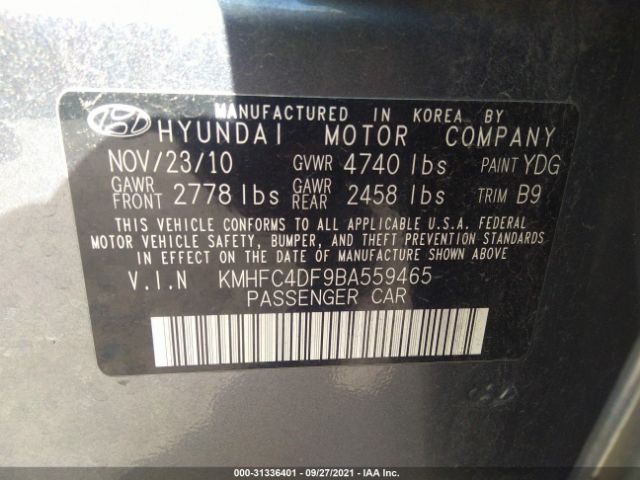 MANUFACTURED IN KOREA BY
HYUNDAI MOTOR COMPANY
NOV/23/10 GVWR 4740 lbs PAINT YDG
GAWR FRONT 2778 lbs GAWR REAR 2458 lbs TRIM B9
THIS VEHICLE CONFORMS TO ALL APPLICABLE U.S.A. FEDERAL
MOTOR VEHICLE SAFETY, BUMPER, AND THEFT PREVENTION STANDARDS
IN EFFECT ON THE DATE OF MANUFACTURE SHOWN ABOVE
V.I.N KMHFC4DF9BA559465
PASSENGER CAR
000-31336401 - 09/27/2021 - IAA Inc.